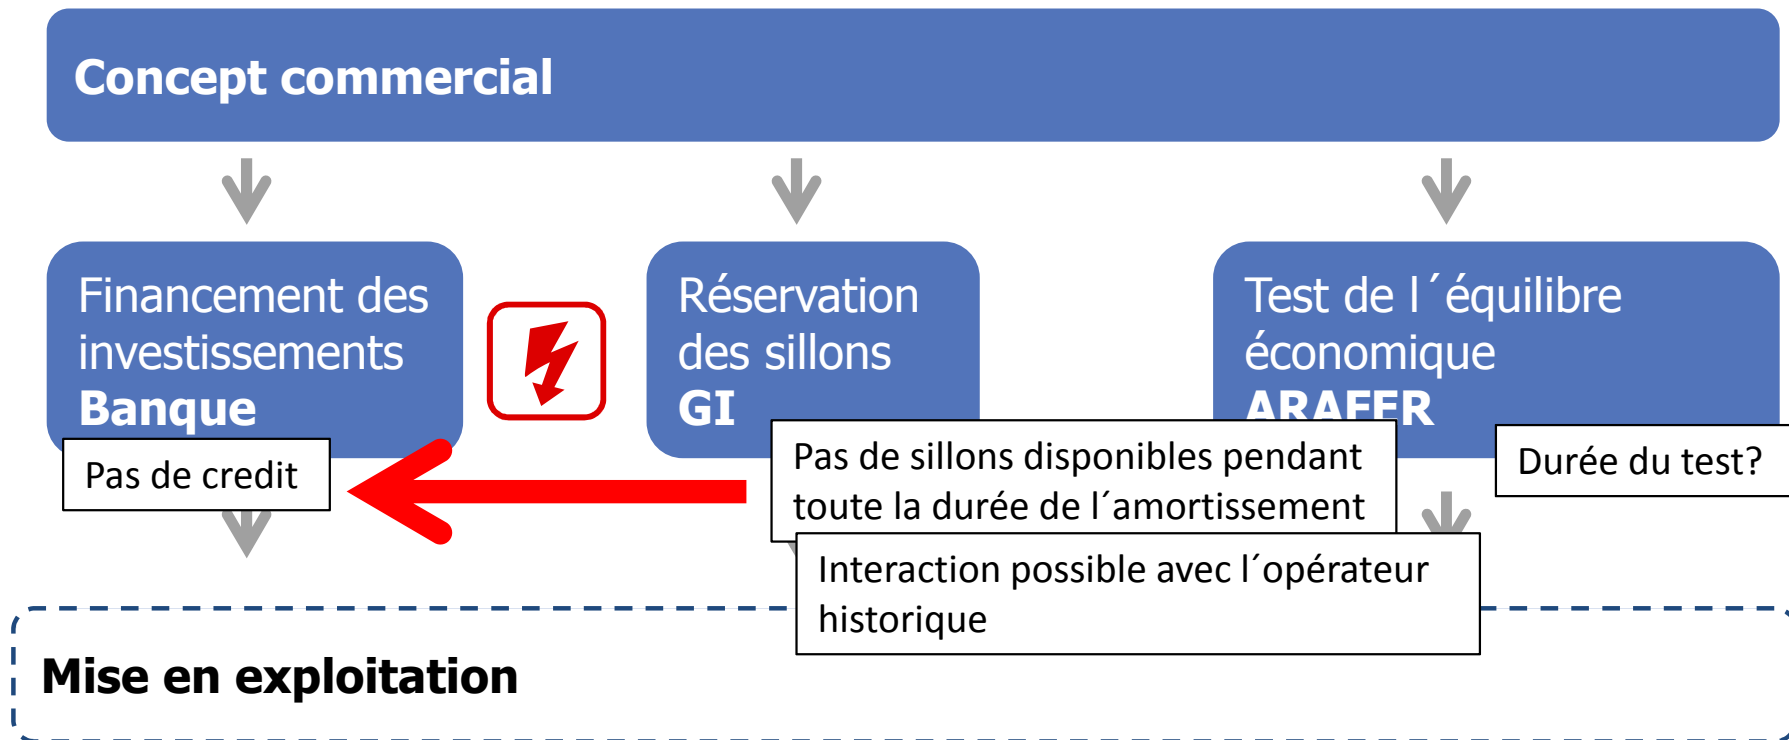 Concept commercial
Financement des
investissements
Banque
Réservation
des sillons
GI
Test de l´équilibre
économique
ARAFER
Pas de credit
Pas de sillons disponibles pendant
toute la durée de l´amortissement
Durée du test?
Interaction possible avec l´opérateur
historique
Mise en exploitation